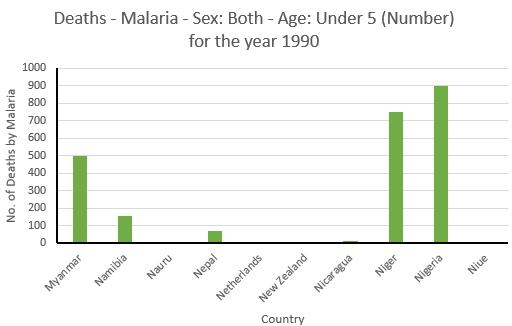 Deaths - Malaria - Sex: Both - Age: Under 5 (Number)
for the year 1990
1000
900
800
700
600
500
400
300
200
100
0
No. of Deaths by Malaria
Myanmar
Namibia
Nauru
Nepal
Netherlands
New Zealand
Nicaragua
Niger
Nigeria
Niue
Country